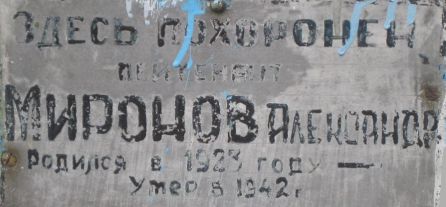 ЗДЕСЬ ПОХОРОНЕН
ЛЕЙТЕНАНТ
МИРОНОВ АЛЕКСАНДР
Родился в 1923 году —
Умер в 1942 г